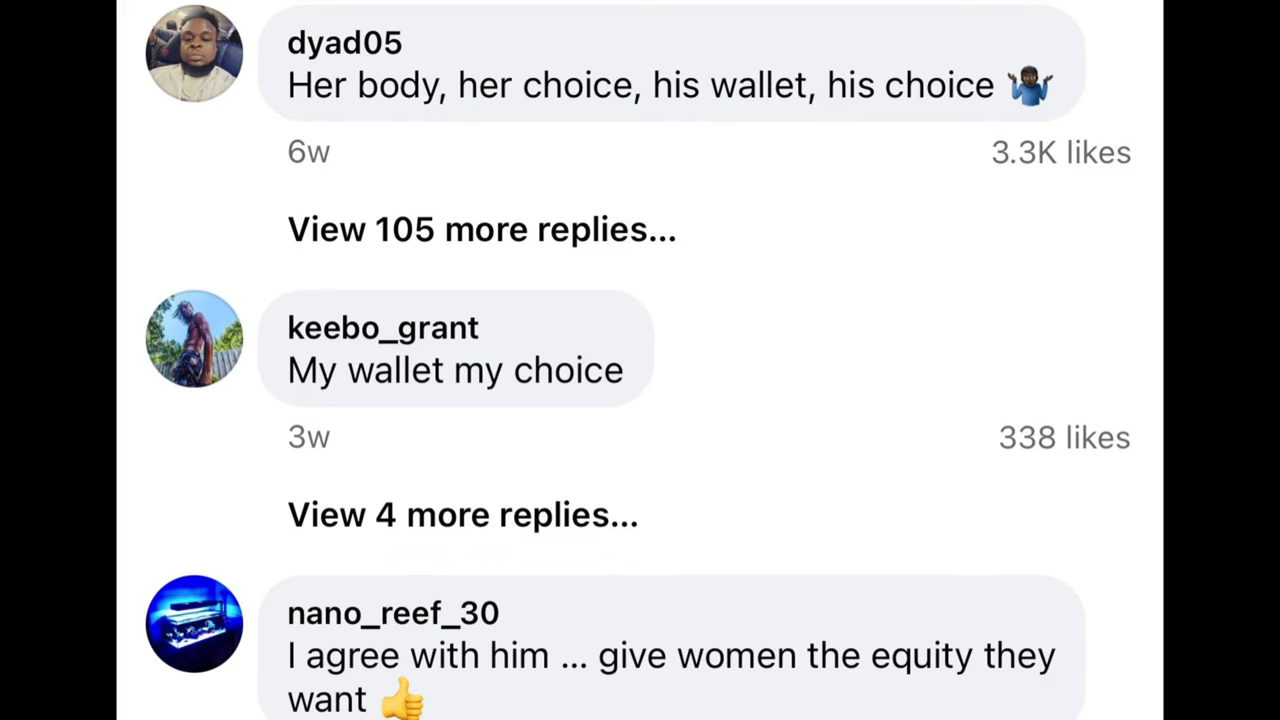 dyad05
Her body, her choice, his wallet, his choice 🤷🏿‍♂️
6w
3.3K likes
View 105 more replies...
keebo_grant
My wallet my choice
3w
338 likes
View 4 more replies...
nano_reef_30
I agree with him ... give women the equity they
want 👍